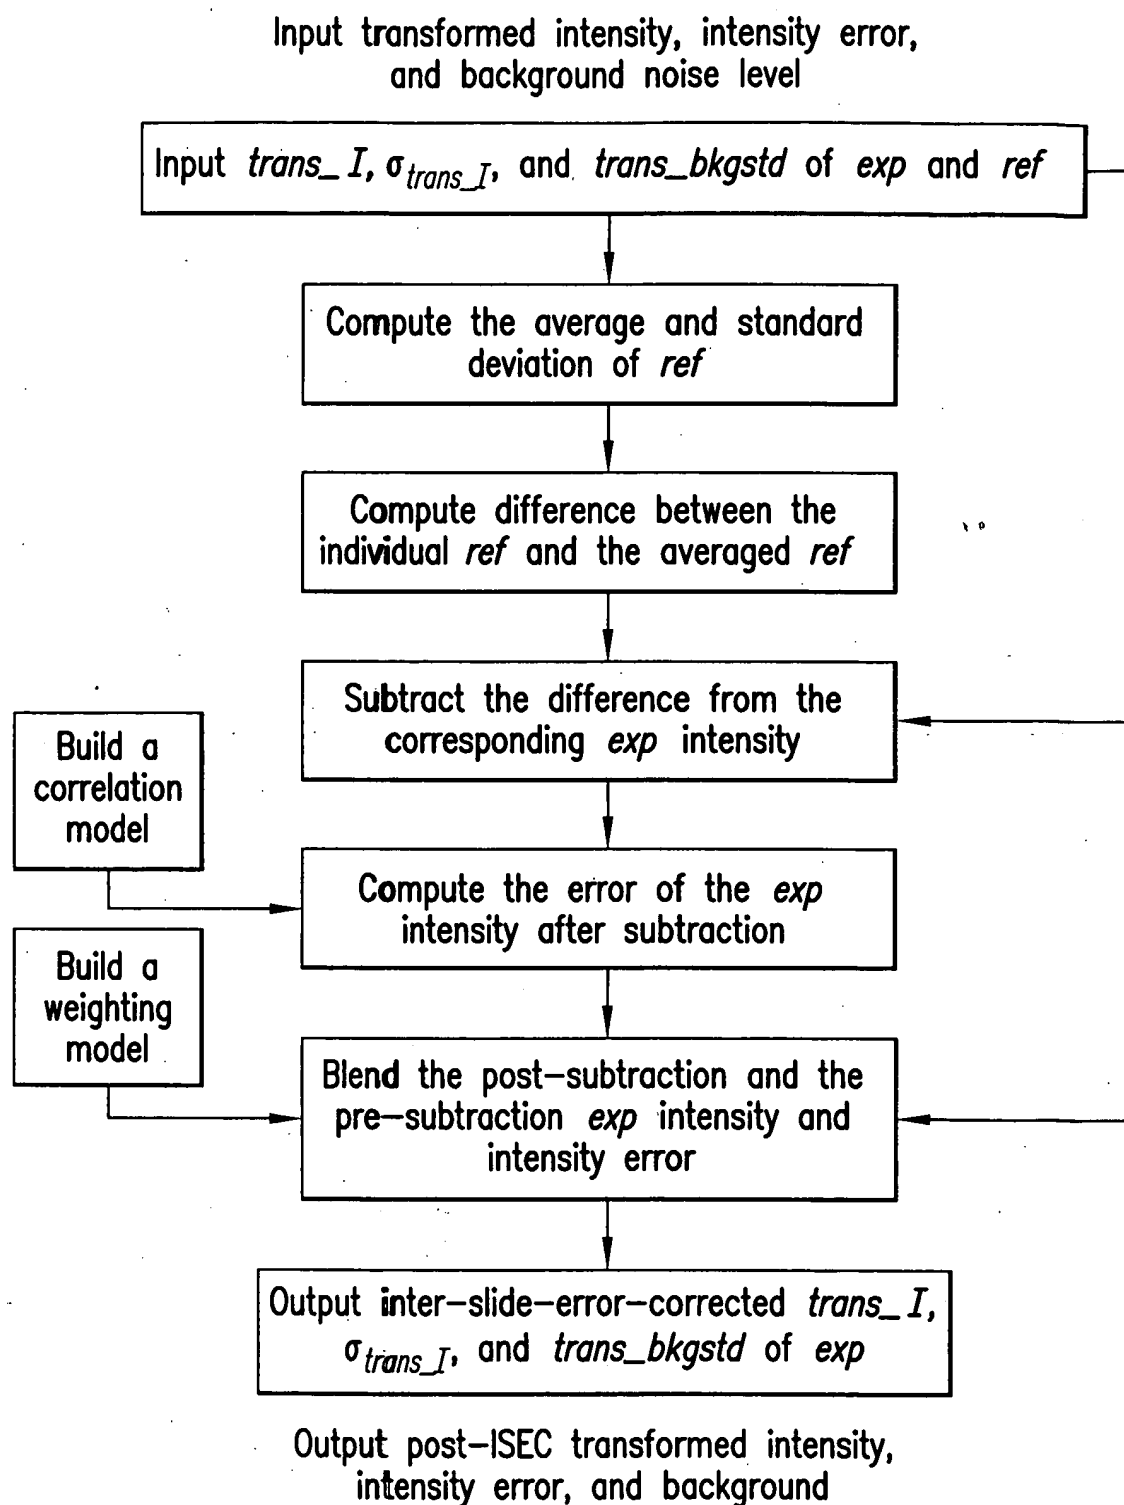 Input transformed intensity, intensity error,
and background noise level
Input trans_I, σtrans_I, and trans_bkgstd of exp and ref
Compute the average and standard
deviation of ref
Compute difference between the
individual ref and the averaged ref
Subtract the difference from the
corresponding exp intensity
Build a
correlation
model
Compute the error of the exp
intensity after subtraction
Build a
weighting
model
Blend the post-subtraction and the
pre-subtraction exp intensity and
intensity error
Output inter-slide-error-corrected trans_I,
σtrans_I, and trans_bkgstd of exp
Output post-ISEC transformed intensity,
intensity error, and background